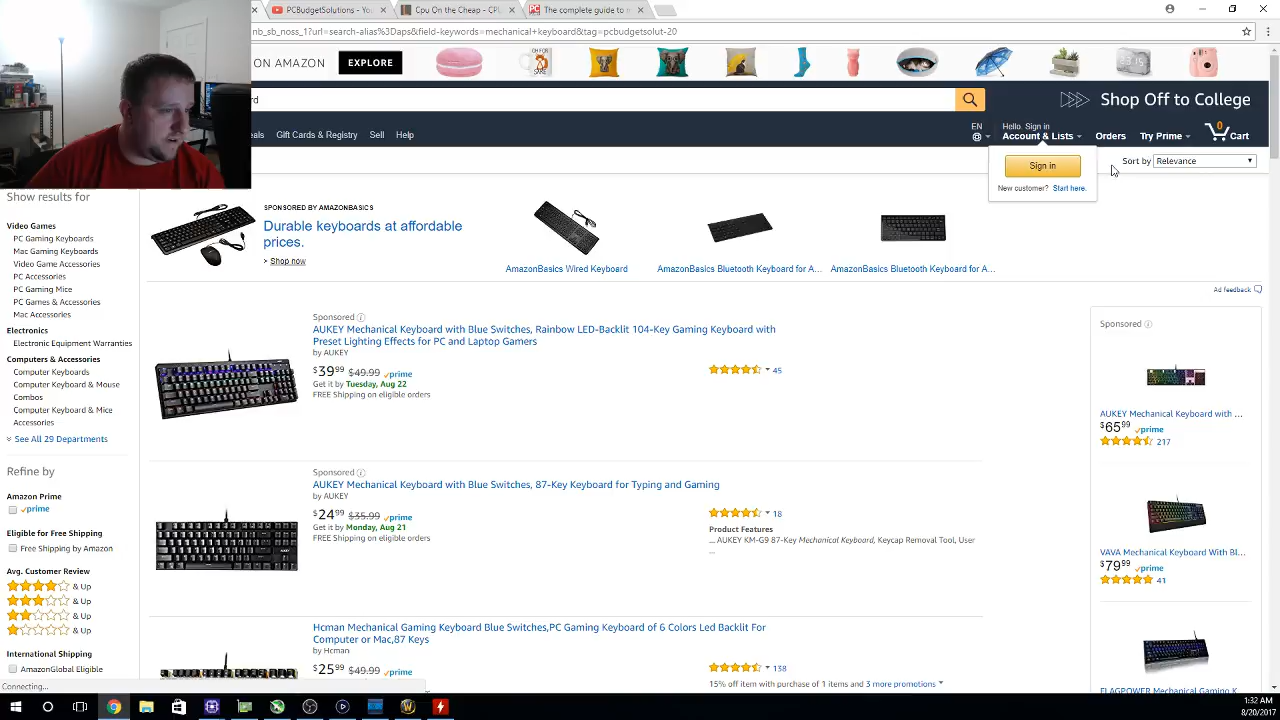 PCBudgetSolutions - Yo
Cpu On the Cheap - CPU
The complete guide to m
nb_sb_noss_1?url=search-alias%3Daps&field-keywords=mechanical+keyboard&tag=pcbudgetsolut-20
ON AMAZON
EXPLORE
OH FOR
23:15
rd
Shop Off to College
eals
Gift Cards & Registry
Sell
Help
EN
Hello. Sign in
Account & Lists
Orders
Try Prime
0
Cart
Sign in
New customer? Start here.
Sort by
Relevance
Show results for
Video Games
PC Gaming Keyboards
Mac Gaming Keyboards
Video Game Accessories
PC Accessories
PC Gaming Mice
PC Games & Accessories
Mac Accessories
Electronics
Electronic Equipment Warranties
Computers & Accessories
Computer Keyboards
Computer Keyboard & Mouse
Combos
Computer Keyboard & Mice
Accessories
See All 29 Departments
Refine by
Amazon Prime
prime
Eligible for Free Shipping
Free Shipping by Amazon
Avg. Customer Review
& Up
& Up
& Up
& Up
International Shipping
AmazonGlobal Eligible
Connecting...
SPONSORED BY AMAZONBASICS
Durable keyboards at affordable
prices.
Shop now
AmazonBasics Wired Keyboard
AmazonBasics Bluetooth Keyboard for A...
AmazonBasics Bluetooth Keyboard for A...
Ad feedback
Sponsored
AUKEY Mechanical Keyboard with Blue Switches, Rainbow LED-Backlit 104-Key Gaming Keyboard with
Preset Lighting Effects for PC and Laptop Gamers
by AUKEY
$39 99 $49.99 prime
Get it by Tuesday, Aug 22
FREE Shipping on eligible orders
45
Sponsored
AUKEY Mechanical Keyboard with Blue Switches, 87-Key Keyboard for Typing and Gaming
by AUKEY
$24 99 $35.99 prime
Get it by Monday, Aug 21
FREE Shipping on eligible orders
18
Product Features
... AUKEY KM-G9 87-Key Mechanical Keyboard, Keycap Removal Tool, User
...
AUKEY
Hcman Mechanical Gaming Keyboard Blue Switches,PC Gaming Keyboard of 6 Colors Led Backlit For
Computer or Mac,87 Keys
by Hcman
$25 99 $49.99 prime
138
15% off item with purchase of 1 items and 3 more promotions
Sponsored
AUKEY Mechanical Keyboard with ...
$65 99 prime
217
VAVA Mechanical Keyboard With Bl...
$79 99 prime
41
FLAGPOWER Mechanical Gaming K
1:32 AM
8/20/2017